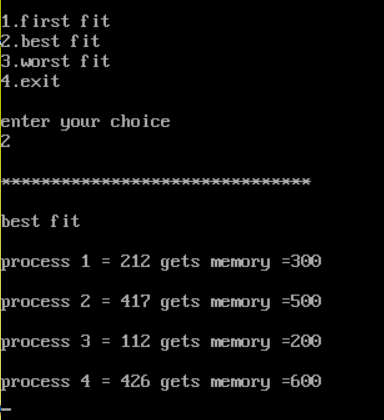 1.first fit
2.best fit
3.worst fit
4.exit
enter your choice
2
*******************************
best fit
process 1 = 212 gets memory =300
process 2 = 417 gets memory =500
process 3 = 112 gets memory =200
process 4 = 426 gets memory =600
_